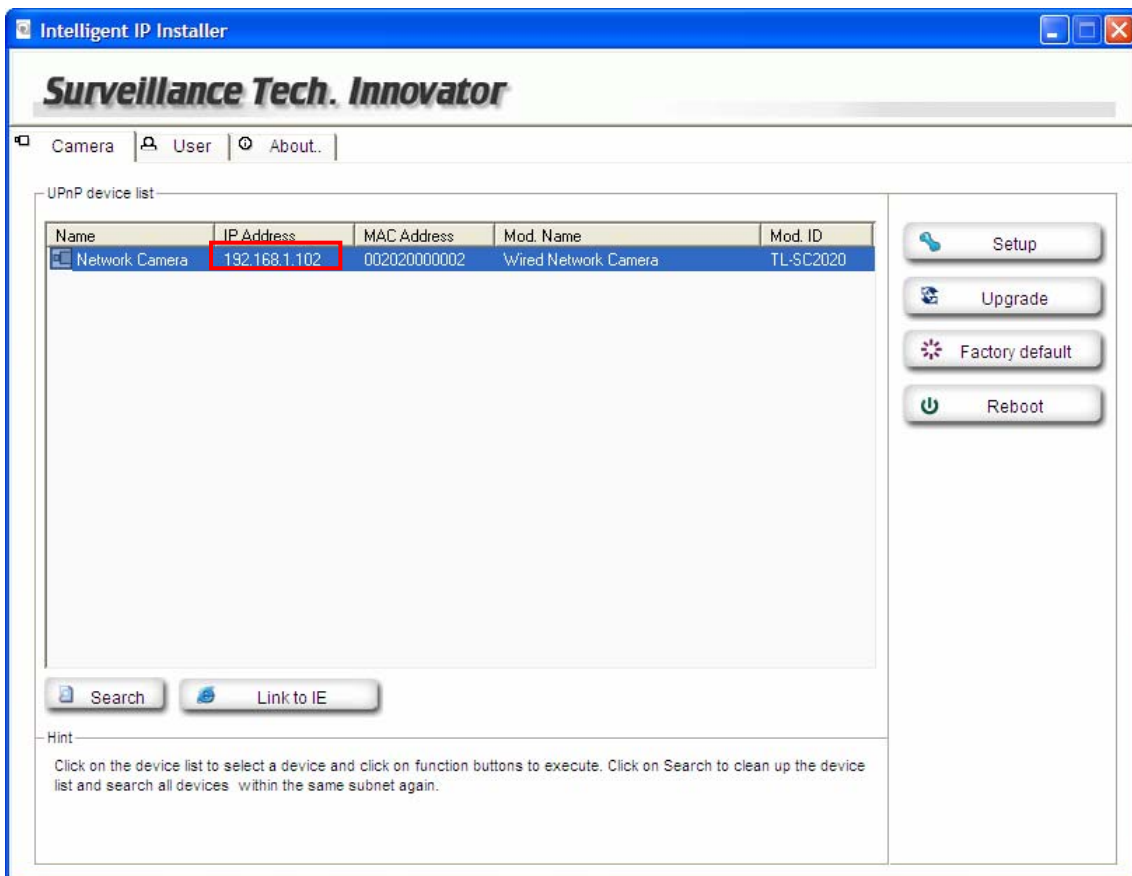 Intelligent IP Installer
Surveillance Tech. Innovator
Camera User About..
UPnP device list
Name IP Address MAC Address Mod. Name Mod. ID
Network Camera 192.168.1.102 002020000002 Wired Network Camera TL-SC2020
Setup
Upgrade
Factory default
Reboot
Search Link to IE
Hint
Click on the device list to select a device and click on function buttons to execute. Click on Search to clean up the device
list and search all devices within the same subnet again.